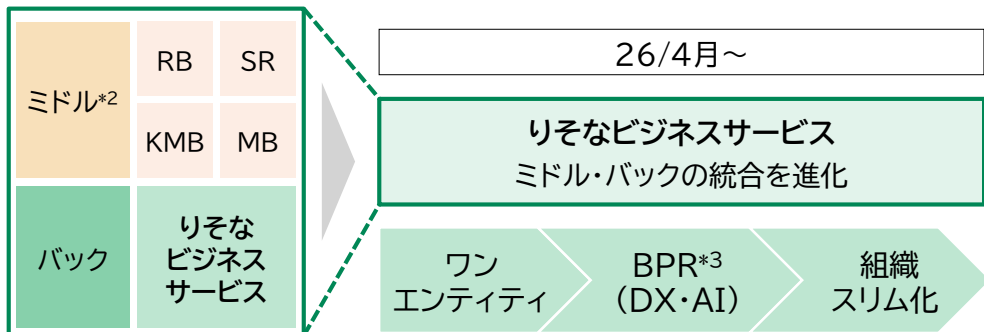 ミドル*2
RB
SR
KMB
MB
バック
りそな
ビジネス
サービス
26/4月～
りそなビジネスサービス
ミドル・バックの統合を進化
ワン
エンティティ
BPR*3
（DX・AI）
組織
スリム化